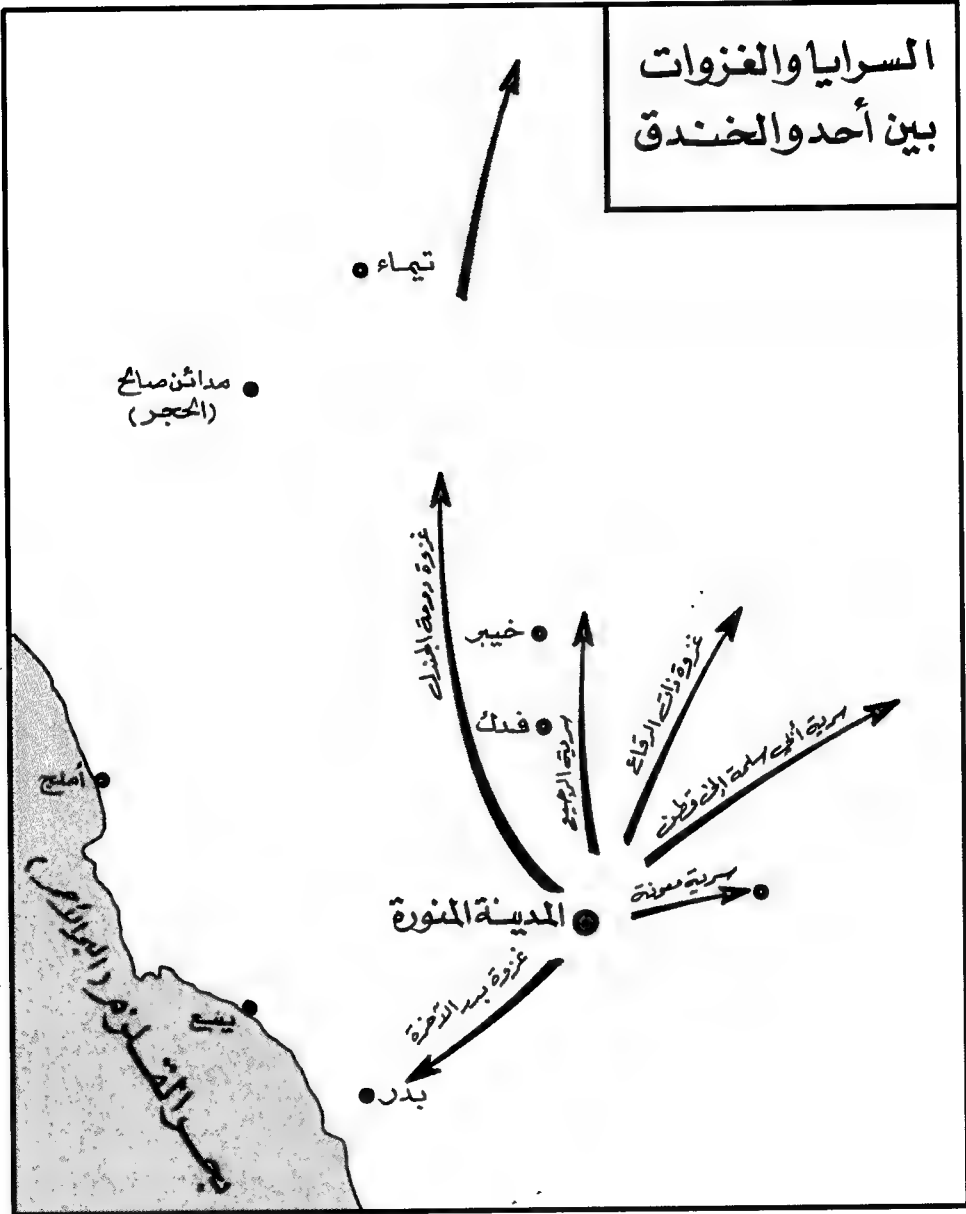 السرايا والغزوات
بين أحد والخندق
تيماء
مدائن صالح
(الحجر)
غزوة دومة الجندل
خيبر
فدك
سرية الرجيع
غزوة ذات الرقاع
سرية أبي سلمة إلى قطن
سرية معونة
المدينة المنورة
غزوة بدر الآخرة
بدر
أملج
ينبع
بحر القلزم (البحر الأحمر)